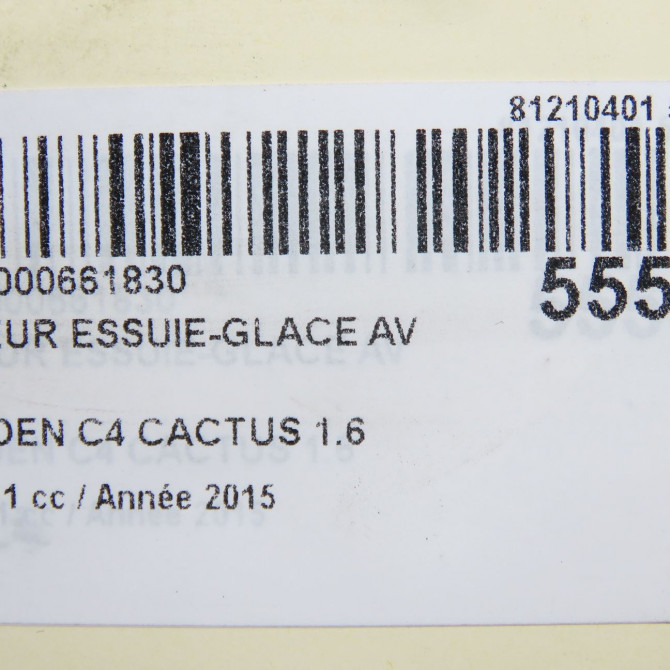 81210401
000661830
555
EUR ESSUIE-GLACE AV
OEN C4 CACTUS 1.6
1 cc / Année 2015